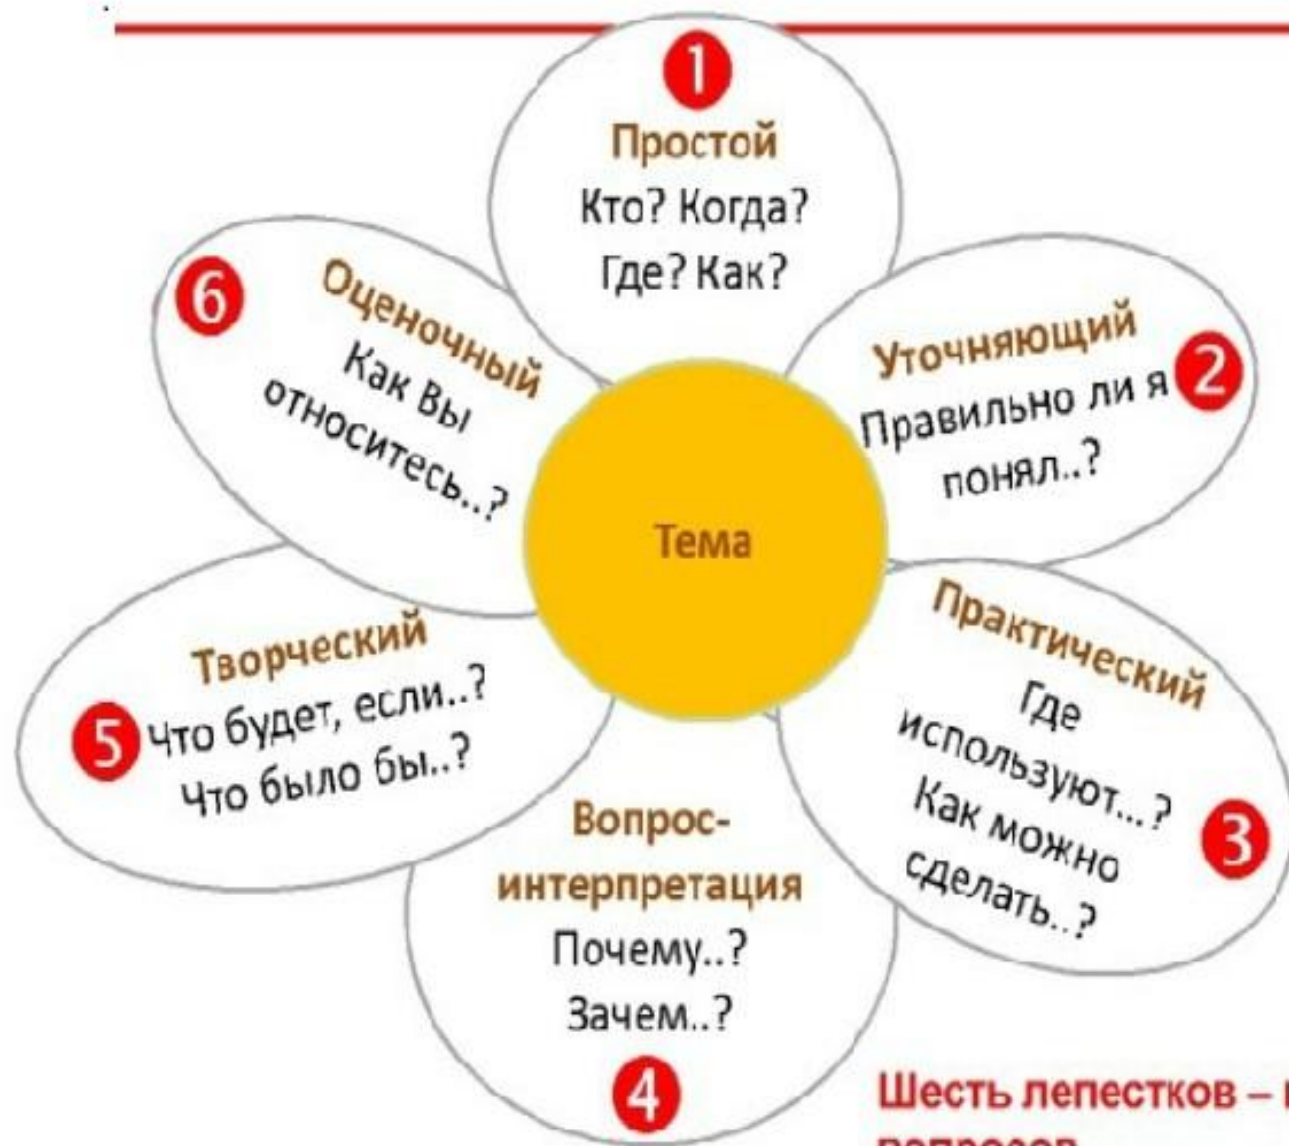 1
Простой
Кто? Когда?
Где? Как?
2
Уточняющий
Правильно ли я
понял..?
3
Практический
Где
используют...?
Как можно
сделать..?
4
Вопрос-
интерпретация
Почему..?
Зачем..?
5
Творческий
Что будет, если..?
Что было бы..?
6
Оценочный
Как Вы
относитесь..?
Тема
Шесть лепестков –
вопросов